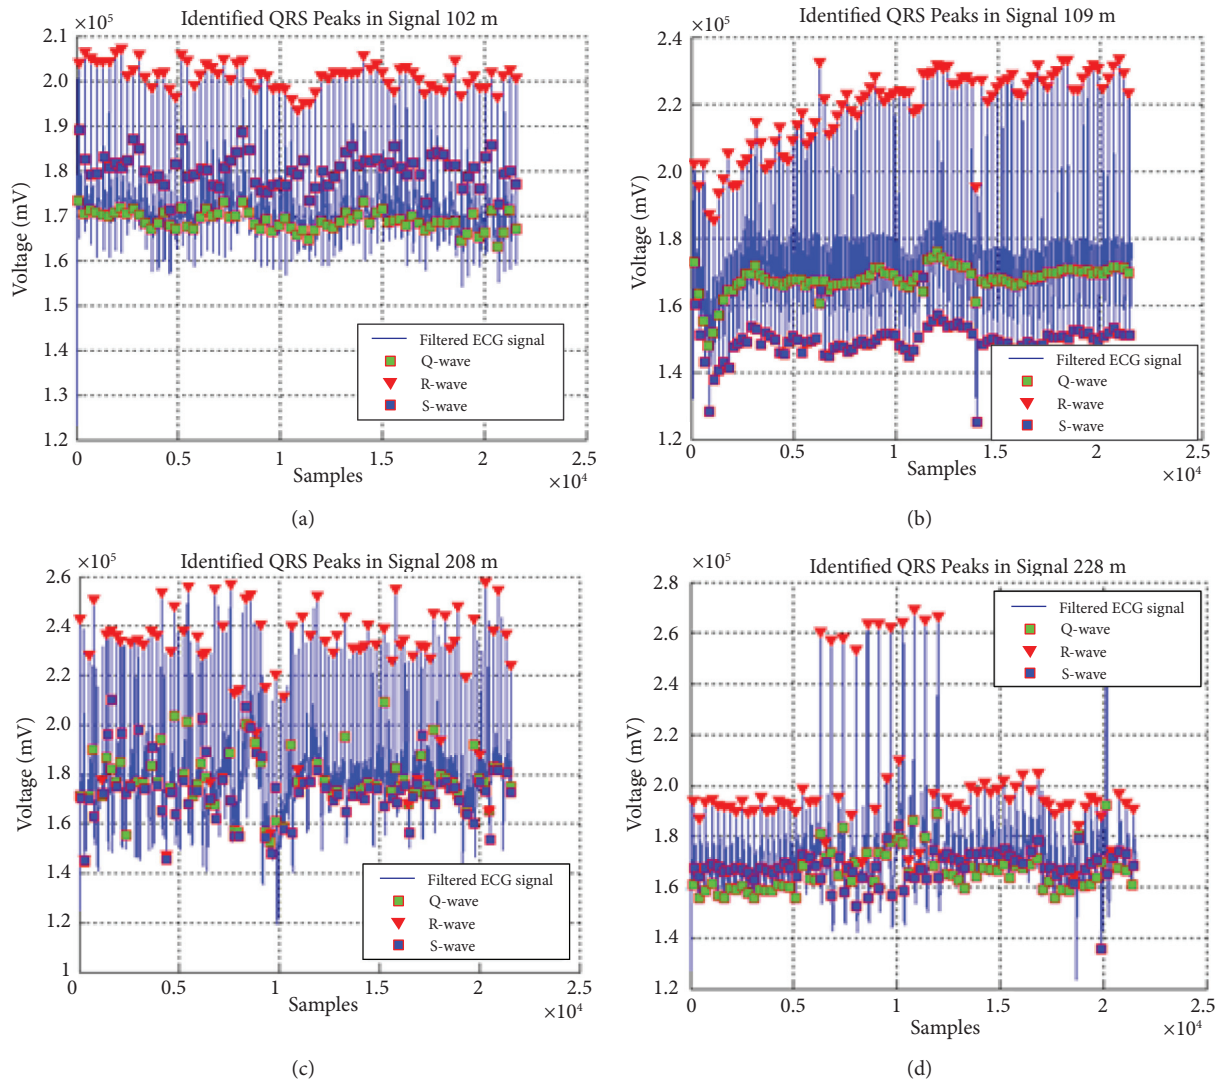 Identified QRS Peaks in Signal 102 m
×10⁵
2.1
2.0
1.9
1.8
1.7
1.6
1.5
1.4
1.3
1.2
Voltage (mV)
Filtered ECG signal
Q-wave
R-wave
S-wave
0 0.5 1 1.5 2 2.5
Samples
×10⁴
(a)
Identified QRS Peaks in Signal 109 m
×10⁵
2.4
2.2
2.0
1.8
1.6
1.4
1.2
Voltage (mV)
Filtered ECG signal
Q-wave
R-wave
S-wave
0 0.5 1 1.5 2 2.5
Samples
×10⁴
(b)
Identified QRS Peaks in Signal 208 m
×10⁵
2.6
2.4
2.2
2.0
1.8
1.6
1.4
1.2
1
Voltage (mV)
Filtered ECG signal
Q-wave
R-wave
S-wave
0 0.5 1 1.5 2 2.5
Samples
×10⁴
(c)
Identified QRS Peaks in Signal 228 m
×10⁵
2.8
2.6
2.4
2.2
2.0
1.8
1.6
1.4
1.2
Voltage (mV)
Filtered ECG signal
Q-wave
R-wave
S-wave
0 0.5 1 1.5 2 2.5
Samples
×10⁴
(d)